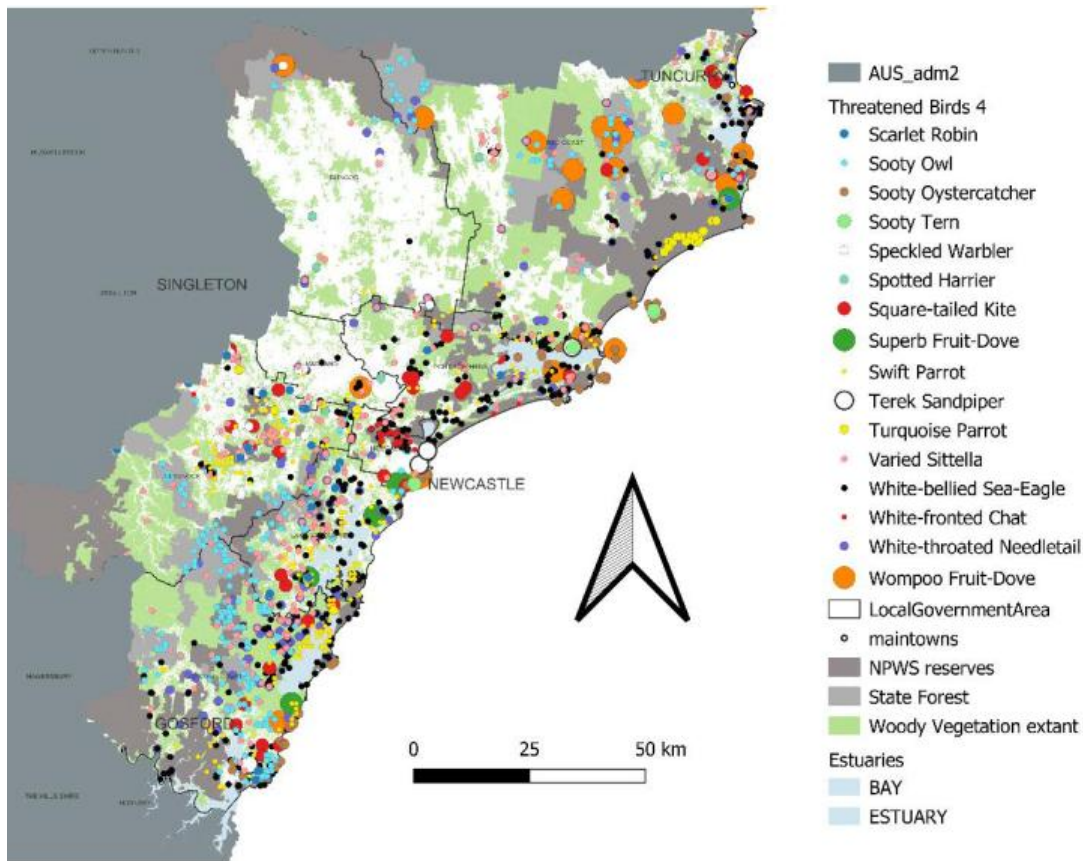 TUNCURRY
SINGLETON
NEWCASTLE
GOSFORD
0 25 50 km
AUS_adm2
Threatened Birds 4
Scarlet Robin
Sooty Owl
Sooty Oystercatcher
Sooty Tern
Speckled Warbler
Spotted Harrier
Square-tailed Kite
Superb Fruit-Dove
Swift Parrot
Terek Sandpiper
Turquoise Parrot
Varied Sittella
White-bellied Sea-Eagle
White-fronted Chat
White-throated Needletail
Wompoo Fruit-Dove
LocalGovernmentArea
maintowns
NPWS reserves
State Forest
Woody Vegetation extant
Estuaries
BAY
ESTUARY